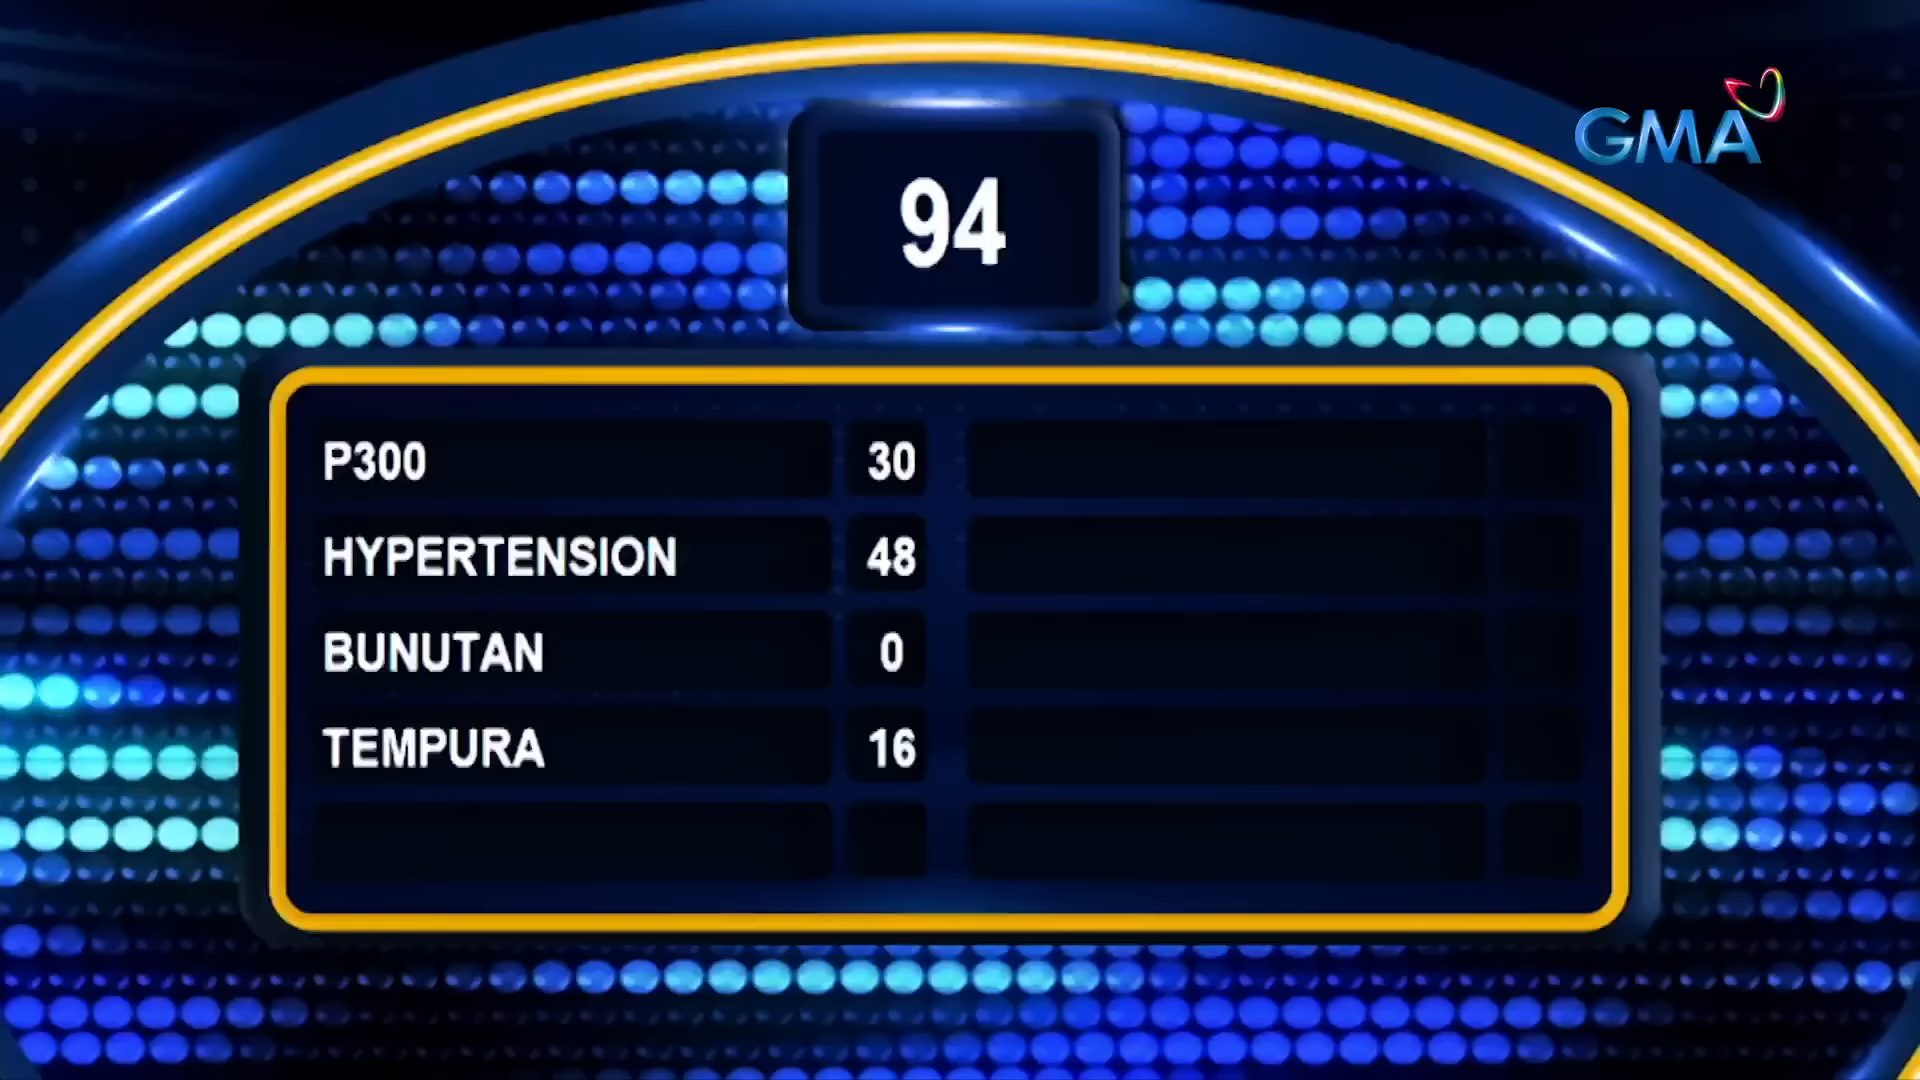 GMA
94
P300 30
HYPERTENSION 48
BUNUTAN 0
TEMPURA 16